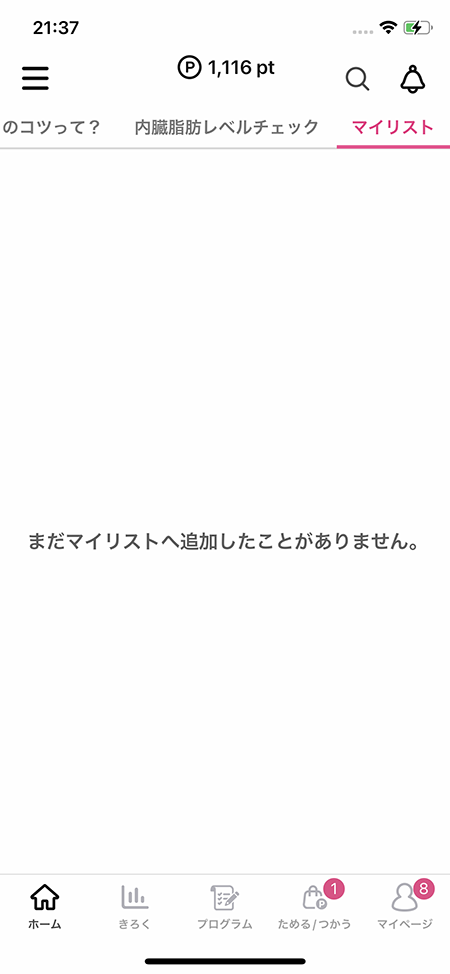 21:37
P 1,116 pt
のコツって？ 内臓脂肪レベルチェック マイリスト
まだマイリストへ追加したことがありません。
1 8
P
ホーム きろく プログラム ためる/つかう マイページ